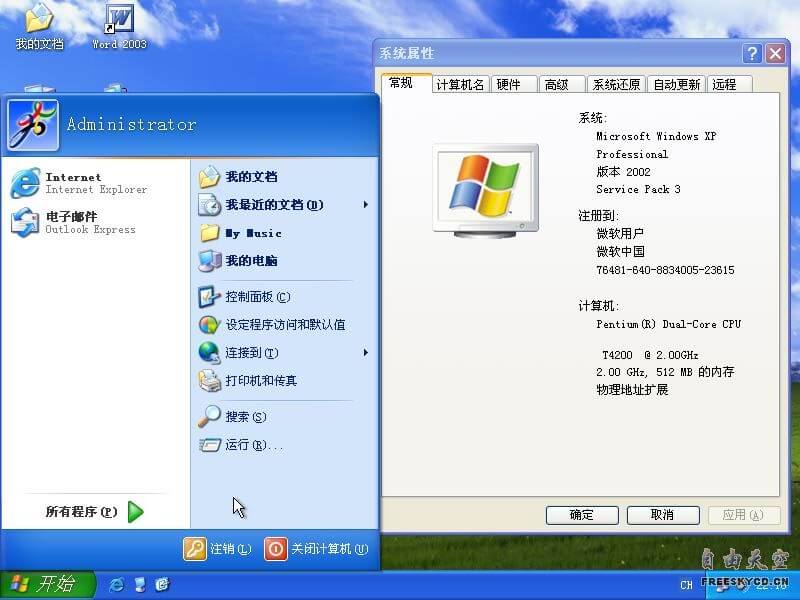 我的文档
Word 2003
Administrator
Internet
Internet Explorer
电子邮件
Outlook Express
所有程序(P)
我的文档
我最近的文档(D)
My Music
我的电脑
控制面板(C)
设定程序访问和默认值
连接到(T)
打印机和传真
搜索(S)
运行(R)...
注销(L)
关闭计算机(U)
开始
系统属性
常规
计算机名
硬件
高级
系统还原
自动更新
远程
系统:
Microsoft Windows XP
Professional
版本 2002
Service Pack 3
注册到:
微软用户
微软中国
76481-640-8834005-23615
计算机:
Pentium(R) Dual-Core CPU
T4200 @ 2.00GHz
2.00 GHz, 512 MB 的内存
物理地址扩展
确定
取消
应用(A)
自由天空
FREESKYCD.CN
CH